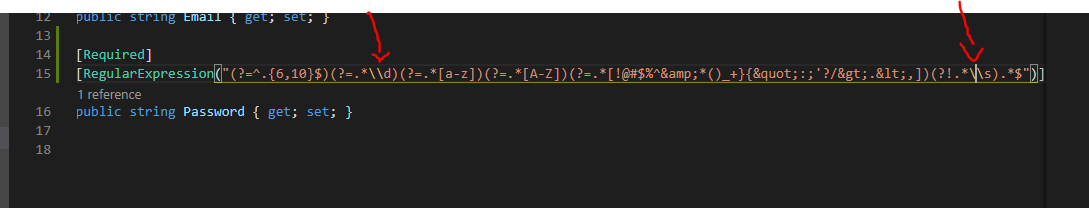 12 public string Email { get; set; }
13
14 [Required]
15 [RegularExpression("(?=^.{6,10}$)(?=.*\\d)(?=.*[a-z])(?=.*[A-Z])(?=.*[!@#$%^&amp;*()_+}{&quot;:;'?/&gt;.&lt;,])(?!.*\\s).*$")]
1 reference
16 public string Password { get; set; }
17
18